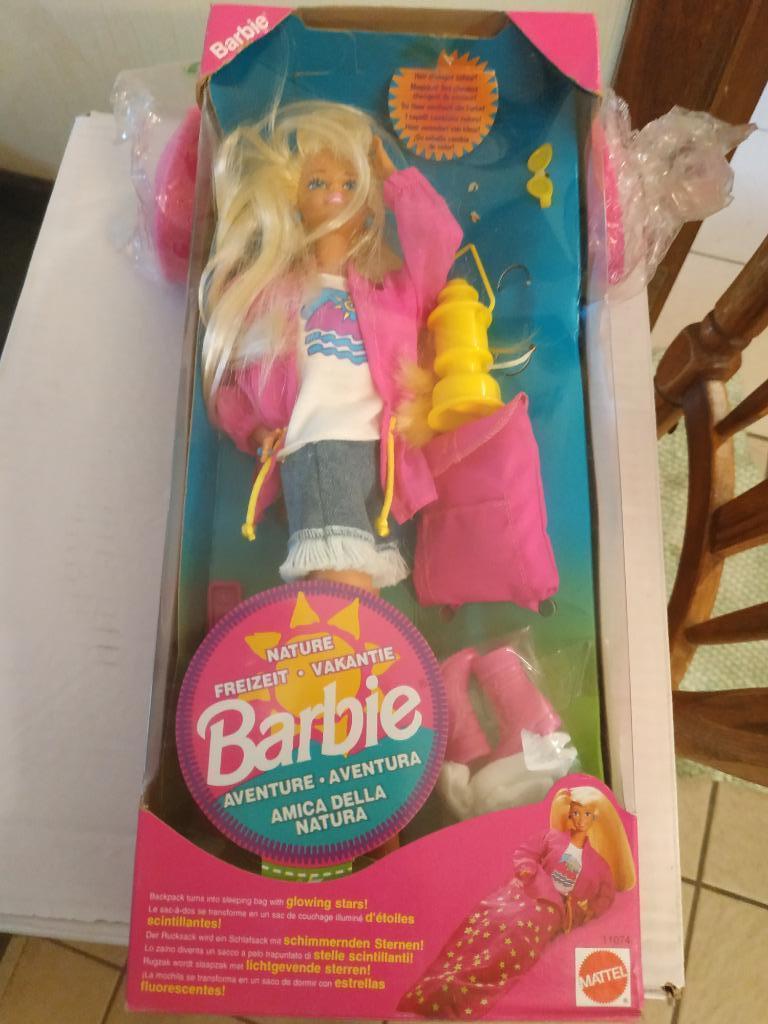 Barbie
Hair changes colour!
NATURE
FREIZEIT • VAKANTIE
Barbie
AVENTURE • AVENTURA
AMICA DELLA
NATURA
Backpack turns into sleeping bag with glowing stars!
Le sac-à-dos se transforme en un sac de couchage illuminé d'étoiles
scintillantes!
Der Rucksack wird ein Schlafsack mit schimmernden Sternen!
Lo zaino diventa un sacco a pelo trapuntato di stelle scintillanti!
Rugzak wordt slaapzak met lichtgevende sterren!
¡La mochila se transforma en un saco de dormir con estrellas
fluorescentes!
11074
MATTEL